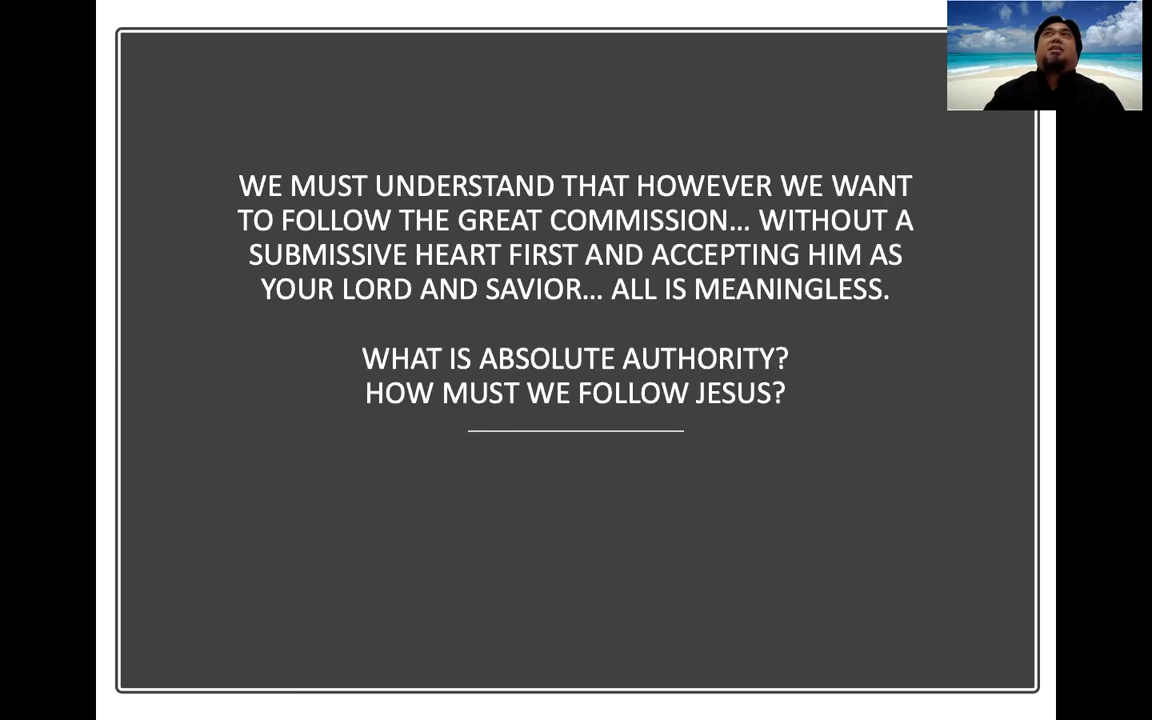 WE MUST UNDERSTAND THAT HOWEVER WE WANT
TO FOLLOW THE GREAT COMMISSION... WITHOUT A
SUBMISSIVE HEART FIRST AND ACCEPTING HIM AS
YOUR LORD AND SAVIOR... ALL IS MEANINGLESS.
WHAT IS ABSOLUTE AUTHORITY?
HOW MUST WE FOLLOW JESUS?